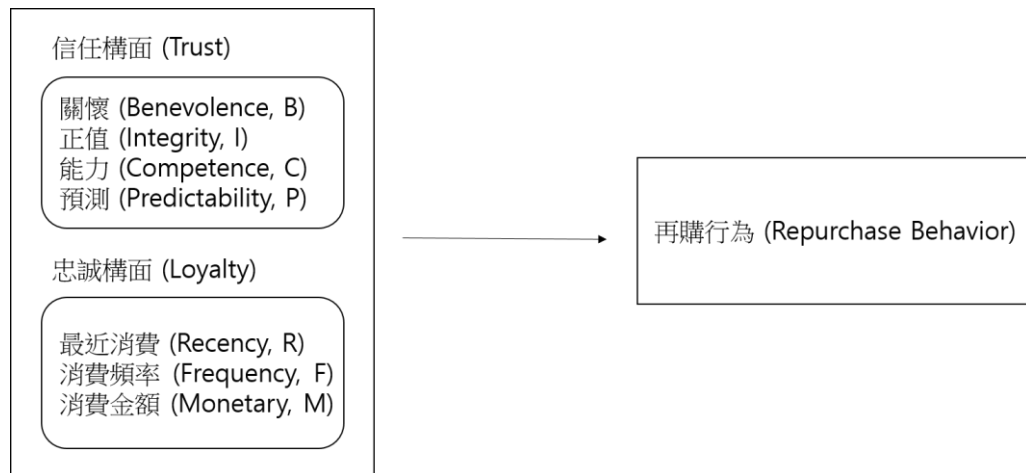 信任構面 (Trust)
關懷 (Benevolence, B)
正值 (Integrity, I)
能力 (Competence, C)
預測 (Predictability, P)
忠誠構面 (Loyalty)
最近消費 (Recency, R)
消費頻率 (Frequency, F)
消費金額 (Monetary, M)
再購行為 (Repurchase Behavior)